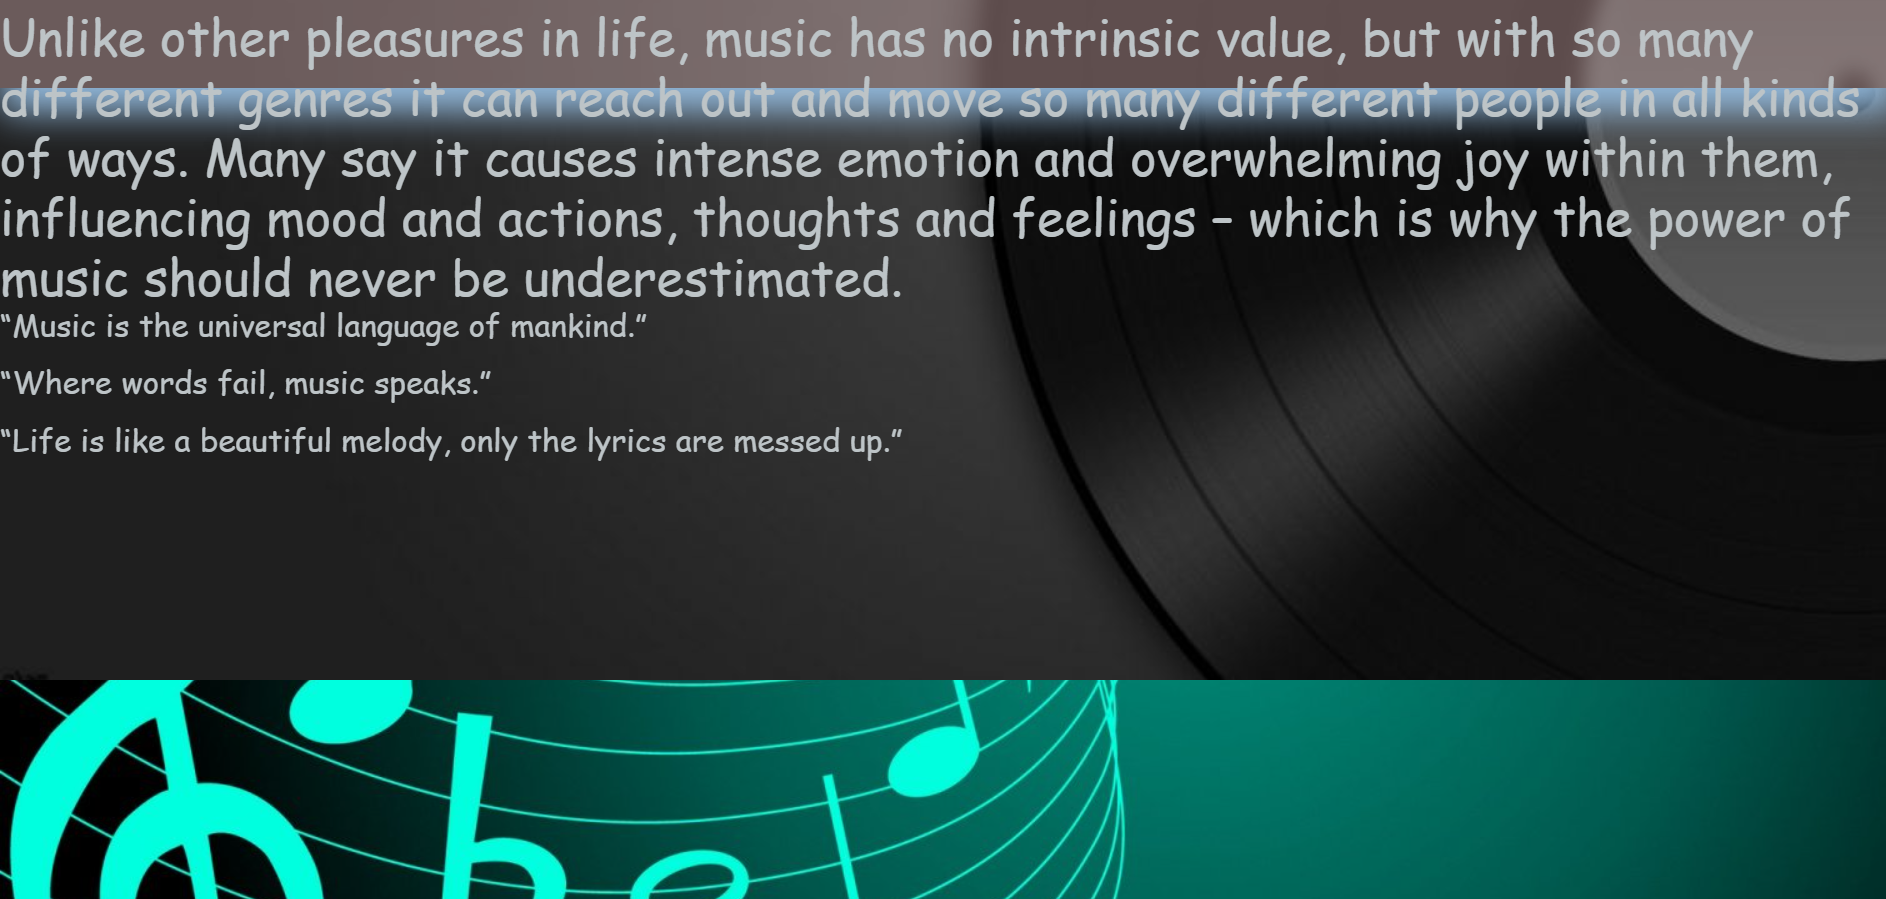 Unlike other pleasures in life, music has no intrinsic value, but with so many
different genres it can reach out and move so many different people in all kinds
of ways. Many say it causes intense emotion and overwhelming joy within them,
influencing mood and actions, thoughts and feelings – which is why the power of
music should never be underestimated.
“Music is the universal language of mankind.”
“Where words fail, music speaks.”
“Life is like a beautiful melody, only the lyrics are messed up.”